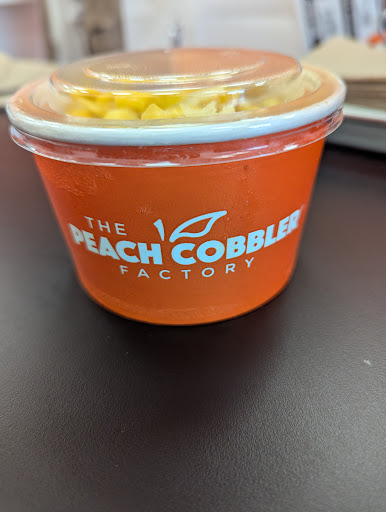 THE
PEACH COBBLER
FACTORY